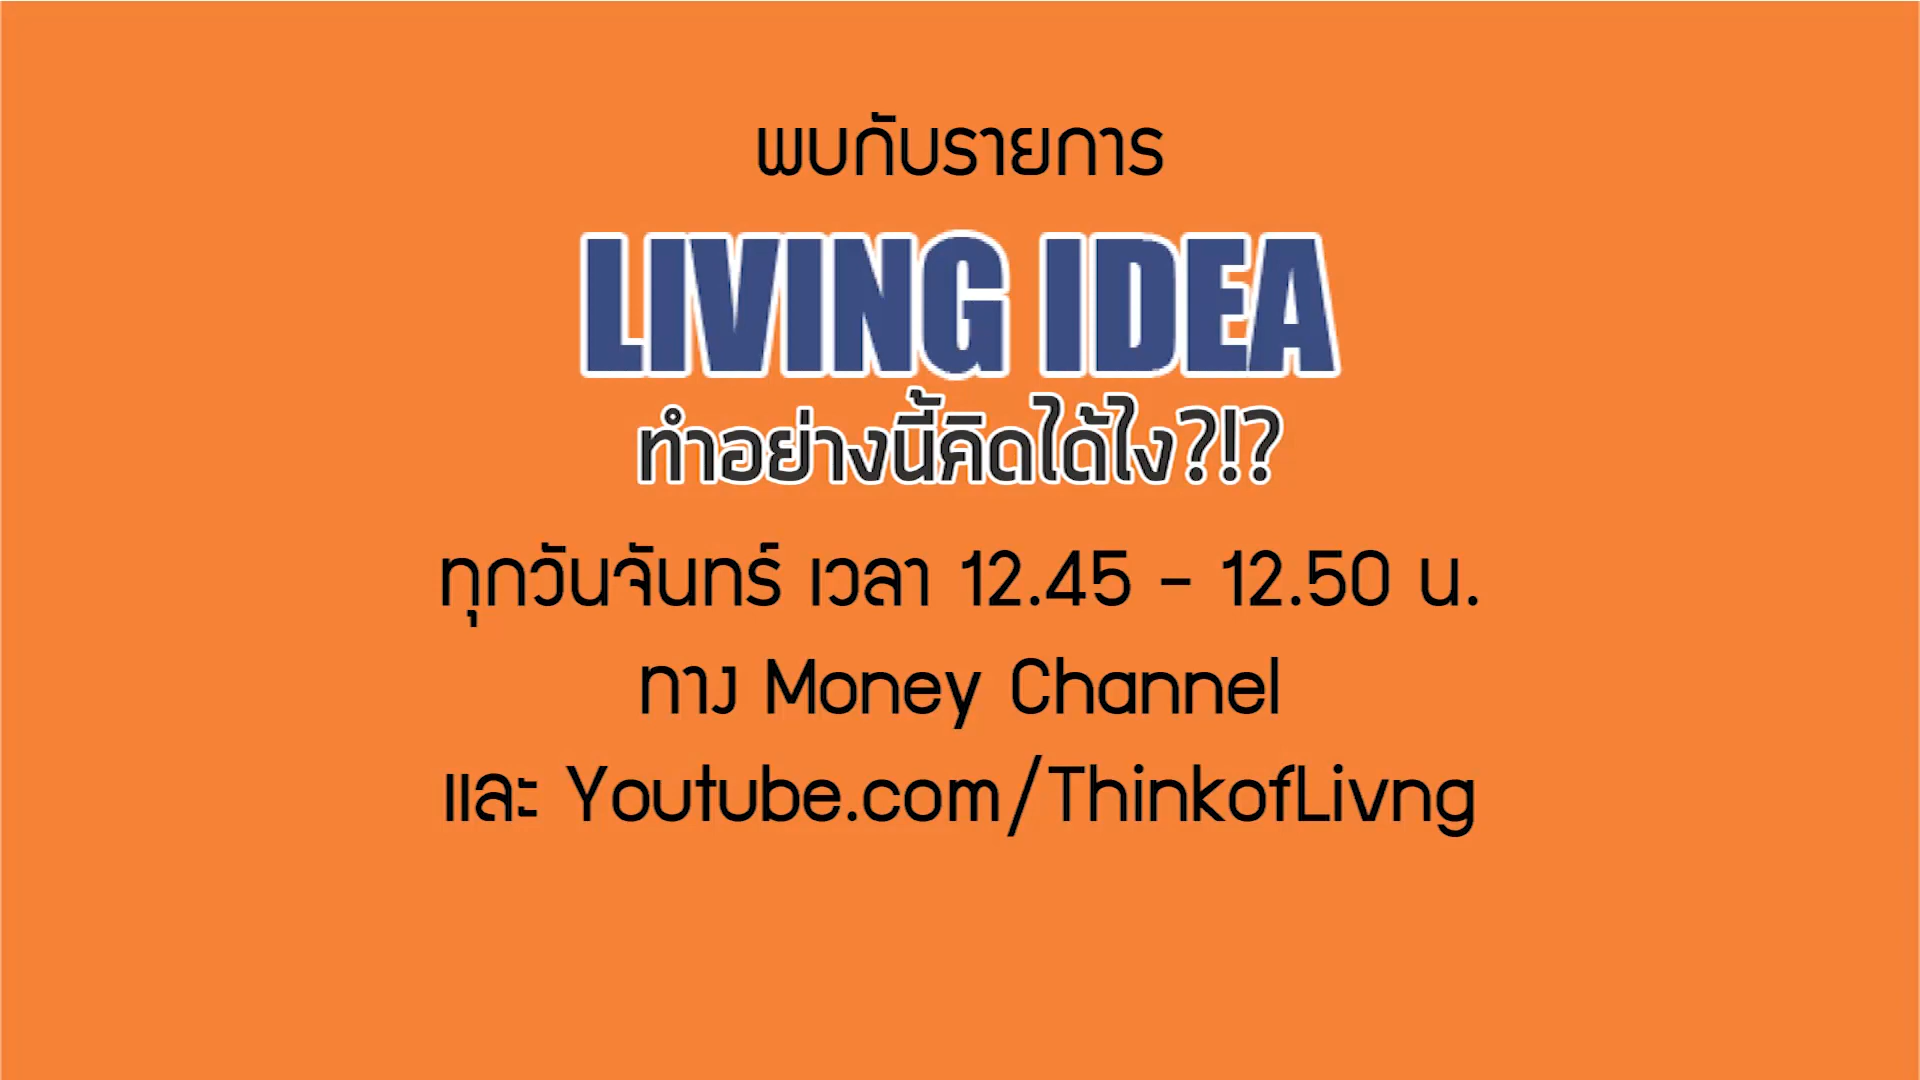 พบกับรายการ
LIVING IDEA
ทำอย่างนี้คิดได้ไง?!?
ทุกวันจันทร์ เวลา 12.45 - 12.50 น.
ทาง Money Channel
และ Youtube.com/ThinkofLivng